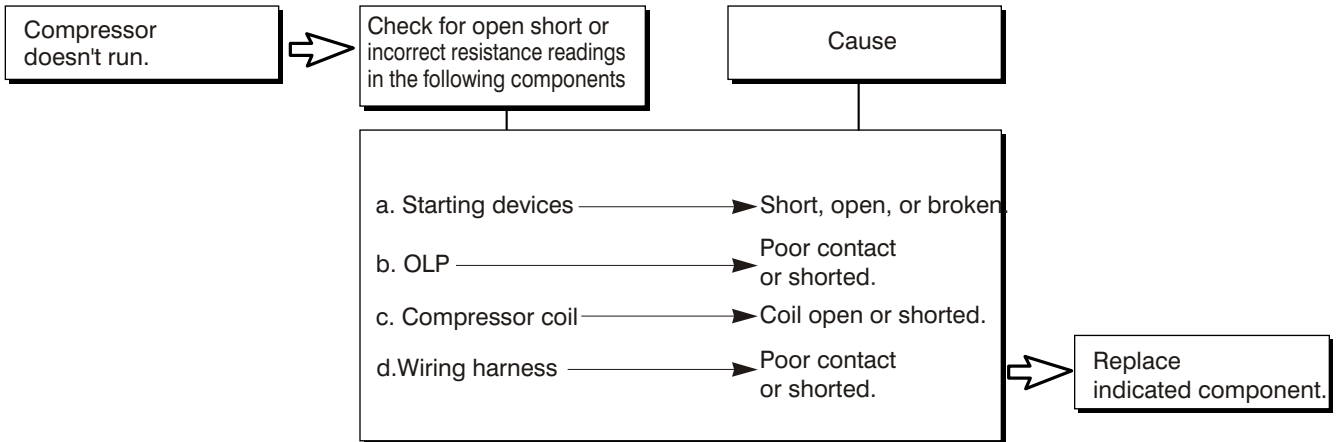 Compressor
doesn't run.
Check for open short or
incorrect resistance readings
in the following components
Cause
a. Starting devices
Short, open, or broken.
b. OLP
Poor contact
or shorted.
c. Compressor coil
Coil open or shorted.
d.Wiring harness
Poor contact
or shorted.
Replace
indicated component.